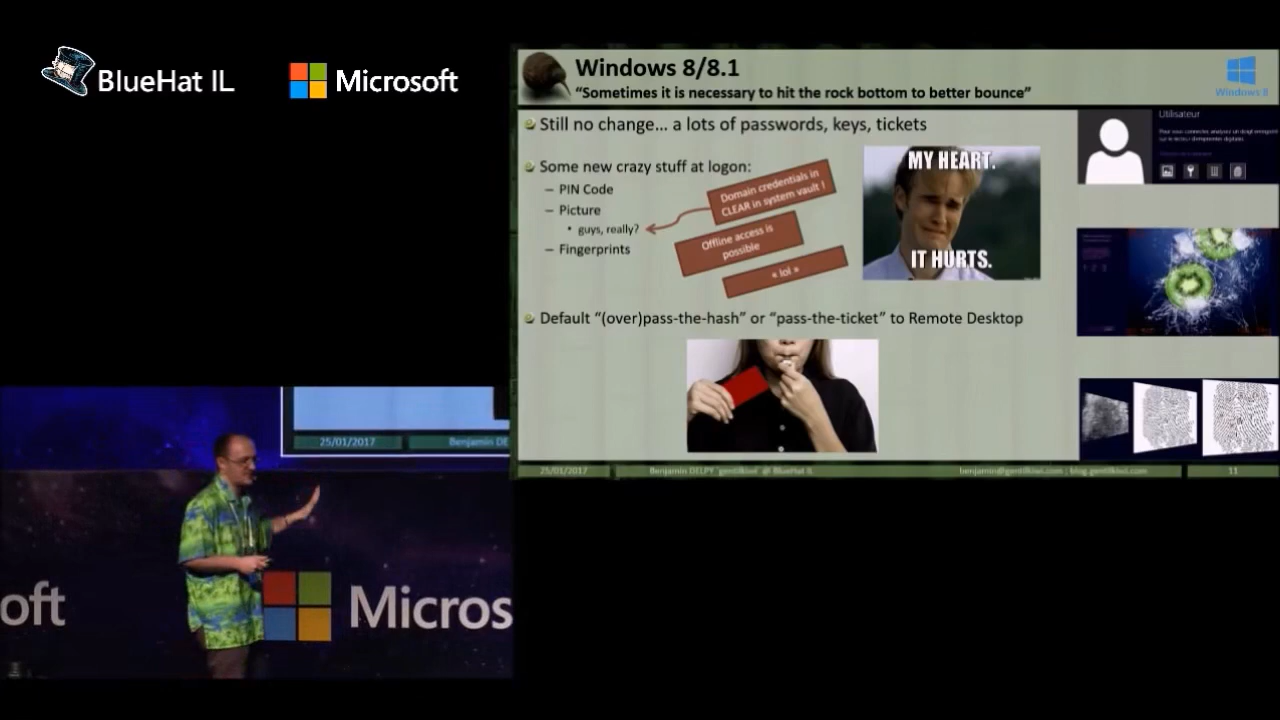 BlueHat IL
Microsoft
Windows 8/8.1
“Sometimes it is necessary to hit the rock bottom to better bounce”
Windows 8
Still no change… a lots of passwords, keys, tickets
Some new crazy stuff at logon:
– PIN Code
– Picture
• guys, really?
– Fingerprints
Domain credentials in
CLEAR in system vault !
Offline access is
possible
« lol »
MY HEART.
IT HURTS.
Utilisateur
Default “(over)pass-the-hash” or “pass-the-ticket” to Remote Desktop
25/01/2017
Benjamin DELPY `gentilkiwi` @ BlueHat IL
benjamin@gentilkiwi.com ; blog.gentilkiwi.com
11
25/01/2017
Benjamin DE
oft
Micros